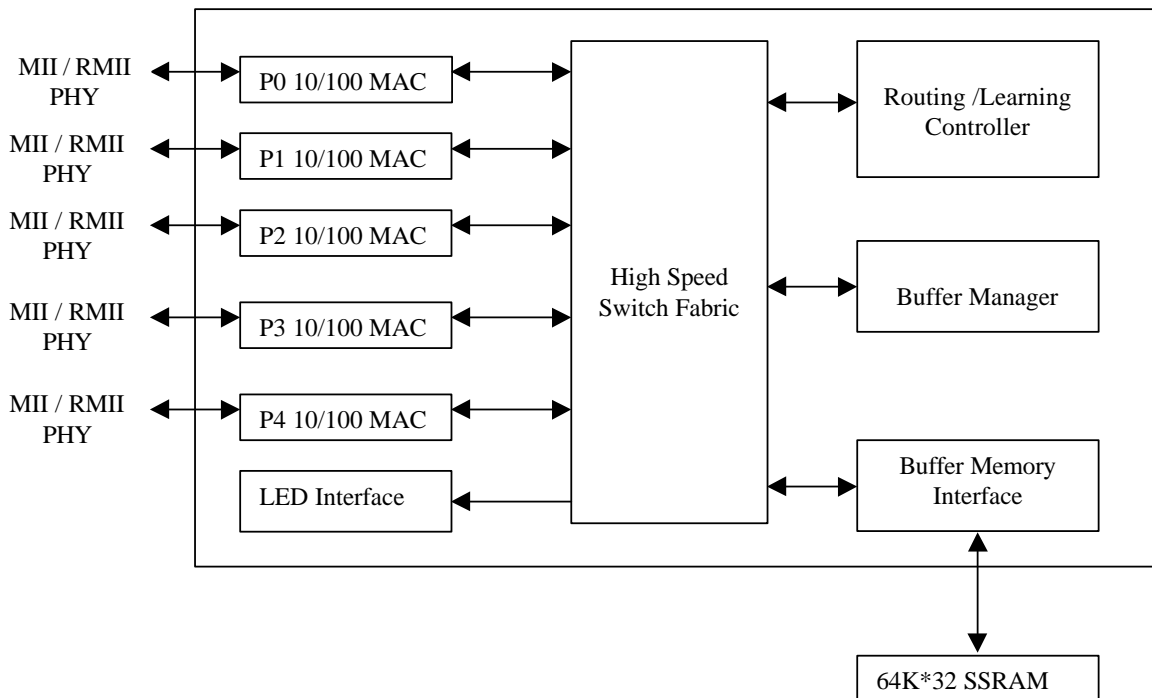 MII / RMII
PHY
P0 10/100 MAC
MII / RMII
PHY
P1 10/100 MAC
MII / RMII
PHY
P2 10/100 MAC
MII / RMII
PHY
P3 10/100 MAC
MII / RMII
PHY
P4 10/100 MAC
LED Interface
High Speed
Switch Fabric
Routing /Learning
Controller
Buffer Manager
Buffer Memory
Interface
64K*32 SSRAM